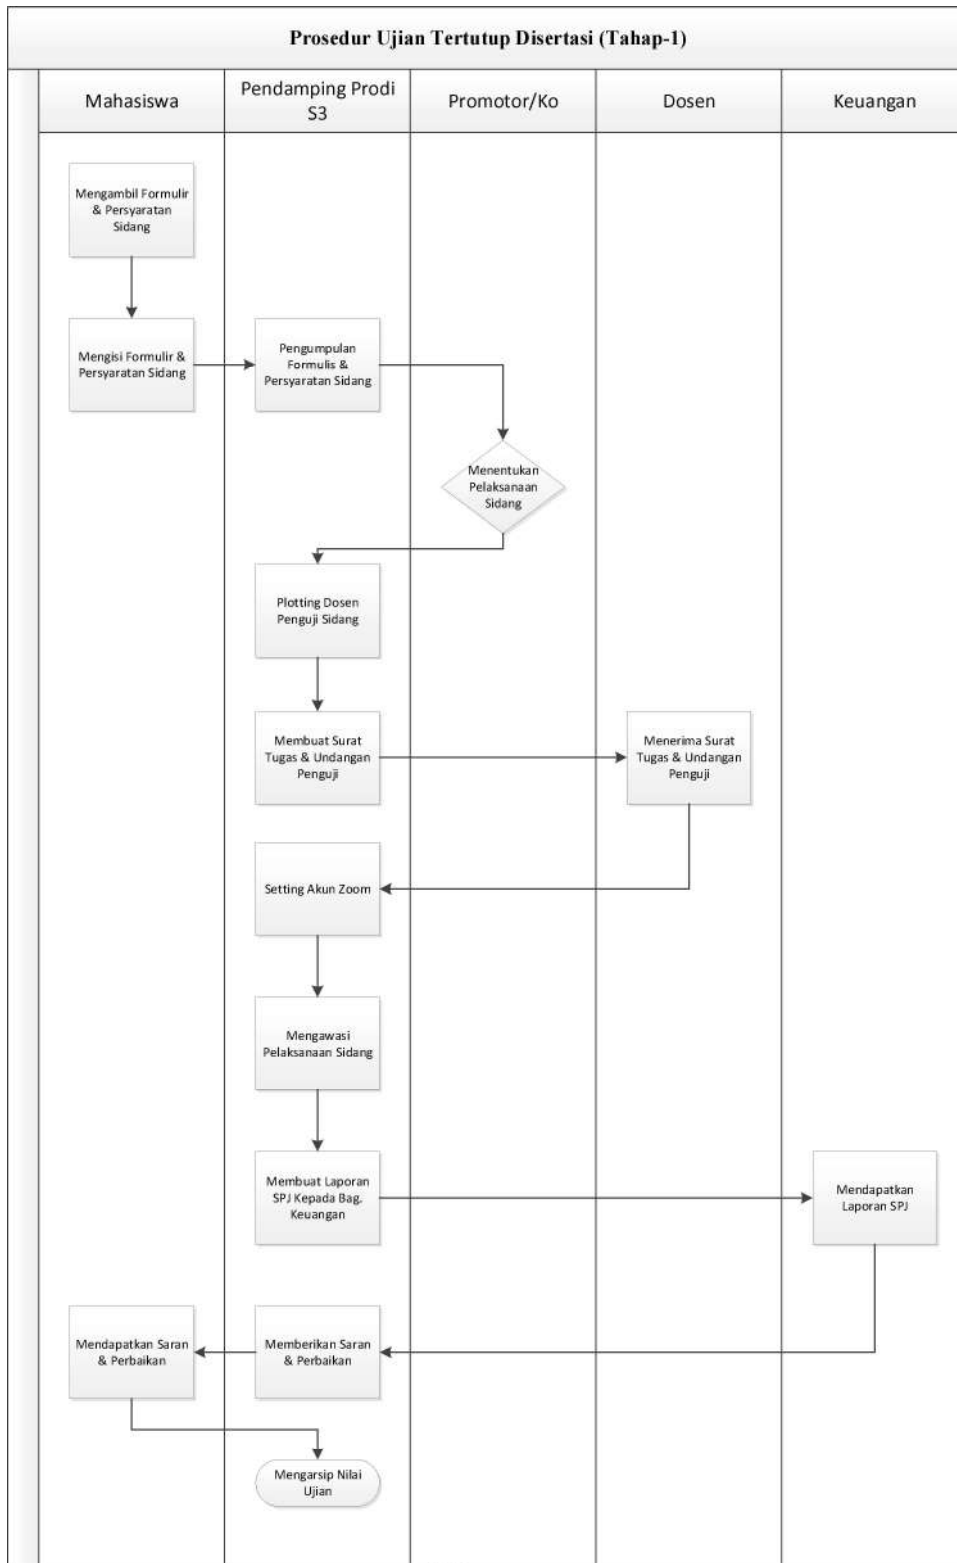 Prosedur Ujian Tertutup Disertasi (Tahap-1)
Mahasiswa
Pendamping Prodi
S3
Promotor/Ko
Dosen
Keuangan
Mengambil Formulir
& Persyaratan
Sidang
Mengisi Formulir &
Persyaratan Sidang
Pengumpulan
Formulis &
Persyaratan Sidang
Menentukan
Pelaksanaan
Sidang
Plotting Dosen
Penguji Sidang
Membuat Surat
Tugas & Undangan
Penguji
Menerima Surat
Tugas & Undangan
Penguji
Setting Akun Zoom
Mengawasi
Pelaksanaan Sidang
Membuat Laporan
SPJ Kepada Bag.
Keuangan
Mendapatkan
Laporan SPJ
Mendapatkan Saran
& Perbaikan
Memberikan Saran
& Perbaikan
Mengarsip Nilai
Ujian